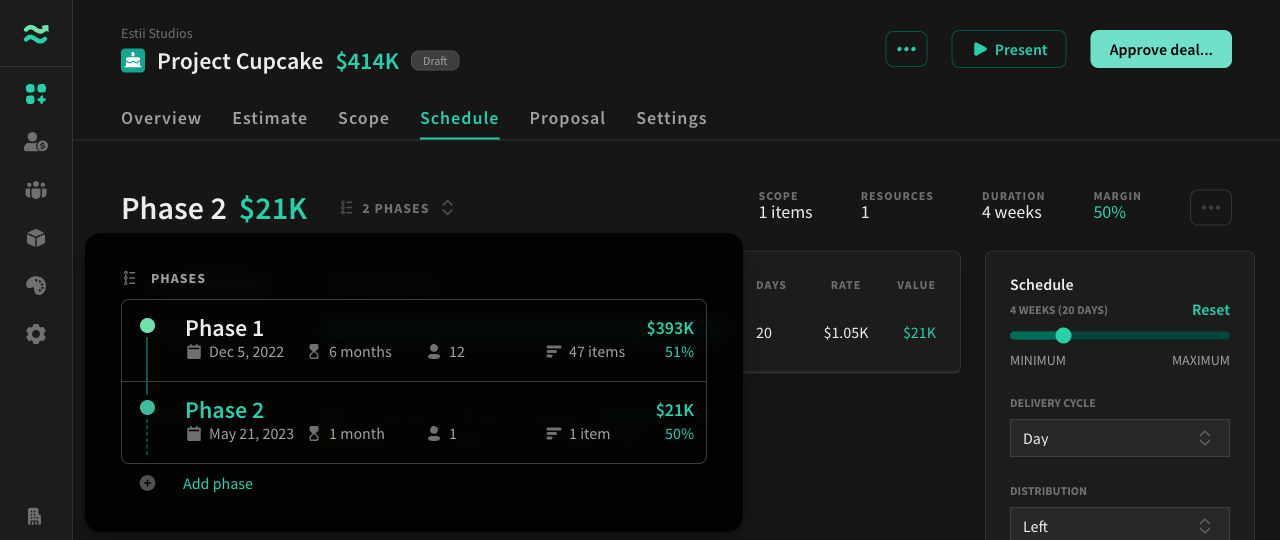 Estii Studios
Project Cupcake $414K Draft
Present
Approve deal...
Overview Estimate Scope Schedule Proposal Settings
Phase 2 $21K 2 PHASES
SCOPE RESOURCES DURATION MARGIN
1 items 1 4 weeks 50%
PHASES
Phase 1 $393K
Dec 5, 2022 6 months 12 47 items 51%
Phase 2 $21K
May 21, 2023 1 month 1 1 item 50%
Add phase
DAYS RATE VALUE
20 $1.05K $21K
Schedule
4 WEEKS (20 DAYS) Reset
MINIMUM MAXIMUM
DELIVERY CYCLE
Day
DISTRIBUTION
Left